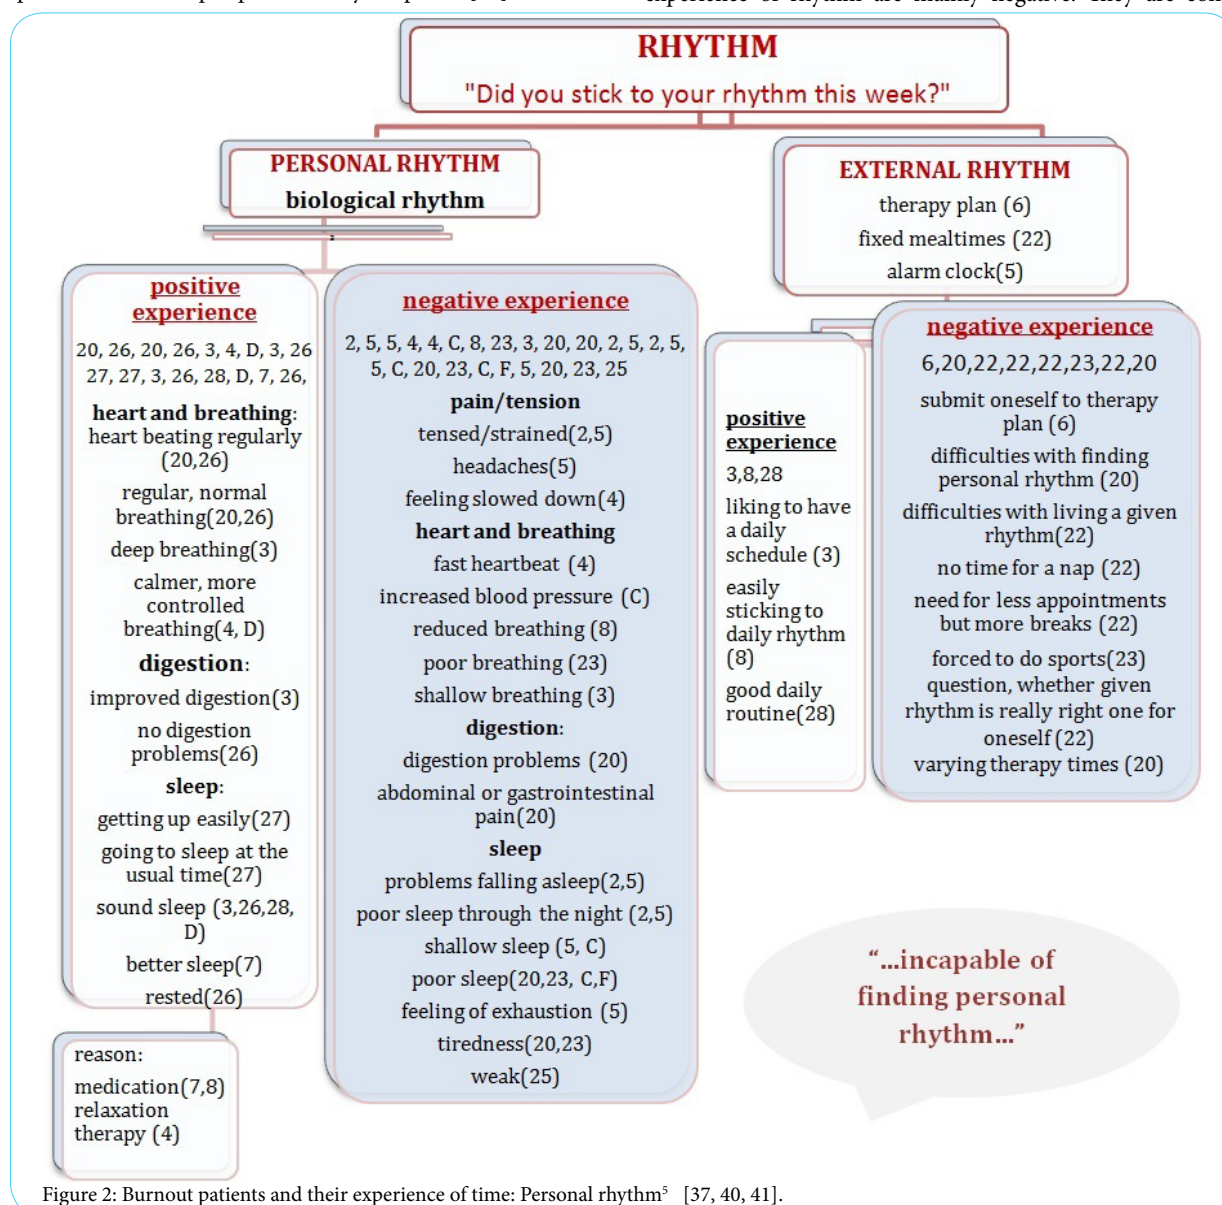 experience of rhythm are mainly negative. They are con
RHYTHM
"Did you stick to your rhythm this week?"
PERSONAL RHYTHM
biological rhythm
EXTERNAL RHYTHM
therapy plan (6)
fixed mealtimes (22)
alarm clock(5)
positive
experience
20, 26, 20, 26, 3, 4, D, 3, 26
27, 27, 3, 26, 28, D, 7, 26,
heart and breathing:
heart beating regularly
(20,26)
regular, normal
breathing(20,26)
deep breathing(3)
calmer, more
controlled
breathing(4, D)
digestion:
improved digestion(3)
no digestion
problems(26)
sleep:
getting up easily(27)
going to sleep at the
usual time(27)
sound sleep (3,26,28,
D)
better sleep(7)
rested(26)
reason:
medication(7,8)
relaxation
therapy (4)
negative experience
2, 5, 5, 4, 4, C, 8, 23, 3, 20, 20, 2, 5, 2, 5,
5, C, 20, 23, C, F, 5, 20, 23, 25
pain/tension
tensed/strained(2,5)
headaches(5)
feeling slowed down(4)
heart and breathing
fast heartbeat (4)
increased blood pressure (C)
reduced breathing (8)
poor breathing (23)
shallow breathing (3)
digestion:
digestion problems (20)
abdominal or gastrointestinal
pain(20)
sleep
problems falling asleep(2,5)
poor sleep through the night (2,5)
shallow sleep (5, C)
poor sleep(20,23, C,F)
feeling of exhaustion (5)
tiredness(20,23)
weak(25)
positive
experience
3,8,28
liking to have
a daily
schedule (3)
easily
sticking to
daily rhythm
(8)
good daily
routine(28)
negative experience
6,20,22,22,22,23,22,20
submit oneself to therapy
plan (6)
difficulties with finding
personal rhythm (20)
difficulties with living a given
rhythm(22)
no time for a nap (22)
need for less appointments
but more breaks (22)
forced to do sports(23)
question, whether given
rhythm is really right one for
oneself (22)
varying therapy times (20)
“...incapable of
finding personal
rhythm...”
Figure 2: Burnout patients and their experience of time: Personal rhythm⁵ [37, 40, 41].